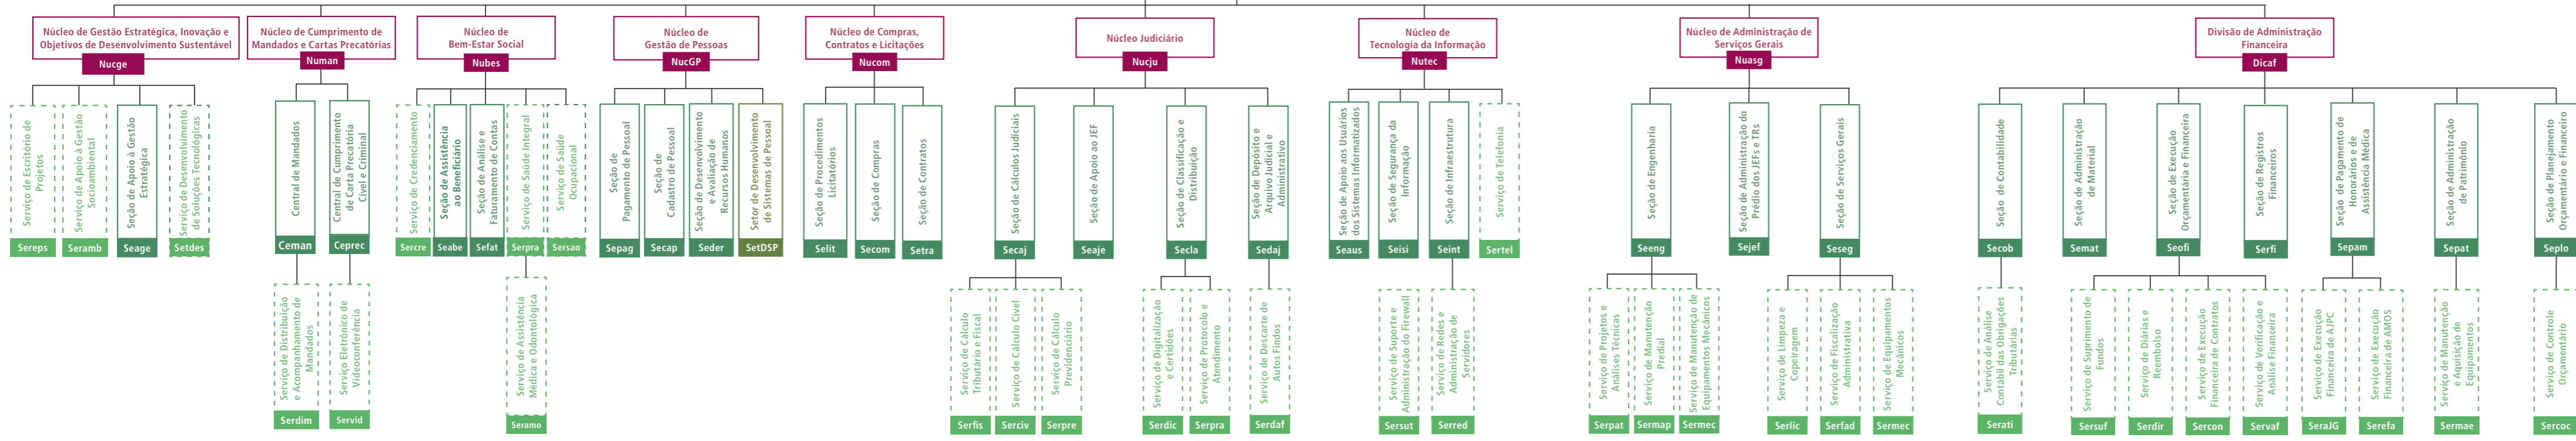 Núcleo de Gestão Estratégica, Inovação e
Objetivos de Desenvolvimento Sustentável
Nucge
Serviço de Escritório de
Projetos
Sereps
Serviço de Apoio à Gestão
Socioambiental
Seramb
Seção de Apoio à Gestão
Estratégica
Seage
Serviço de Desenvolvimento
de Soluções Tecnológicas
Setdes
Núcleo de Cumprimento de
Mandados e Cartas Precatórias
Numan
Central de Mandados
Ceman
Serviço de Distribuição
e Acompanhamento de
Mandados
Serdim
Central de Cumprimento
de Carta Precatória
Cível e Criminal
Ceprec
Serviço Eletrônico de
Videoconferência
Servid
Núcleo de
Bem-Estar Social
Nubes
Serviço de Credenciamento
Sercre
Seção de Assistência
ao Beneficiário
Seabe
Seção de Análise e
Faturamento de Contas
Sefat
Serviço de Saúde Integral
Serpra
Serviço de Assistência
Médica e Odontológica
Seramo
Serviço de Saúde
Ocupacional
Sersao
Núcleo de
Gestão de Pessoas
NucGP
Seção de
Pagamento de Pessoal
Sepag
Seção de
Cadastro de Pessoal
Secap
Seção de Desenvolvimento
e Avaliação de
Recursos Humanos
Seder
Setor de Desenvolvimento
de Sistemas de Pessoal
SetDSP
Núcleo de Compras,
Contratos e Licitações
Nucom
Seção de Procedimentos
Licitatórios
Selit
Seção de Compras
Secom
Seção de Contratos
Setra
Núcleo Judiciário
Nucju
Seção de Cálculos Judiciais
Secaj
Serviço de Cálculo
Tributário e Fiscal
Serfis
Serviço de Cálculo Cível
Serciv
Serviço de Cálculo
Previdenciário
Serpre
Seção de Apoio ao JEF
Seaje
Seção de Classificação e
Distribuição
Secla
Serviço de Digitalização
e Certidões
Serdic
Serviço de Protocolo e
Atendimento
Serpra
Seção de Depósito e
Arquivo Judicial e
Administrativo
Sedaj
Serviço de Descarte de
Autos Findos
Serdaf
Núcleo de
Tecnologia da Informação
Nutec
Seção de Apoio aos Usuários
dos Sistemas Informatizados
Seaus
Seção de Segurança da
Informação
Seisi
Serviço de Suporte e
Administração do Firewall
Sersut
Seção de Infraestrutura
Seint
Serviço de Redes e
Administração de
Servidores
Serred
Serviço de Telefonia
Sertel
Núcleo de Administração de
Serviços Gerais
Nuasg
Seção de Engenharia
Seeng
Serviço de Projetos e
Análises Técnicas
Serpat
Serviço de Manutenção
Predial
Sermap
Serviço de Manutenção de
Equipamentos Mecânicos
Sermec
Seção de Administração do
Prédio dos JEFs e TRs
Sejef
Seção de Serviços Gerais
Seseg
Serviço de Limpeza e
Copeiragem
Serlic
Serviço de Fiscalização
Administrativa
Serfad
Serviço de Equipamentos
Mecânicos
Sermec
Divisão de Administração
Financeira
Dicaf
Seção de Contabilidade
Secob
Serviço de Análise
Contábil das Obrigações
Tributárias
Serati
Seção de Administração
de Material
Semat
Seção de Execução
Orçamentária e Financeira
Seofi
Serviço de Suprimento de
Fundos
Sersuf
Serviço de Diárias e
Reembolso
Serdir
Serviço de Execução
Financeira de Contratos
Sercon
Serviço de Verificação e
Análise Financeira
Servaf
Seção de Registros
Financeiros
Serfi
Seção de Pagamento de
Honorários e de
Assistência Médica
Sepam
Serviço de Execução
Financeira de AJPC
SeraJG
Serviço de Execução
Financeira de AMOS
Serefa
Seção de Administração
de Patrimônio
Sepat
Serviço de Manutenção
e Aquisição de
Equipamentos
Sermae
Seção de Planejamento
Orçamentário e Financeiro
Seplo
Serviço de Controle
Orçamentário
Sercoc